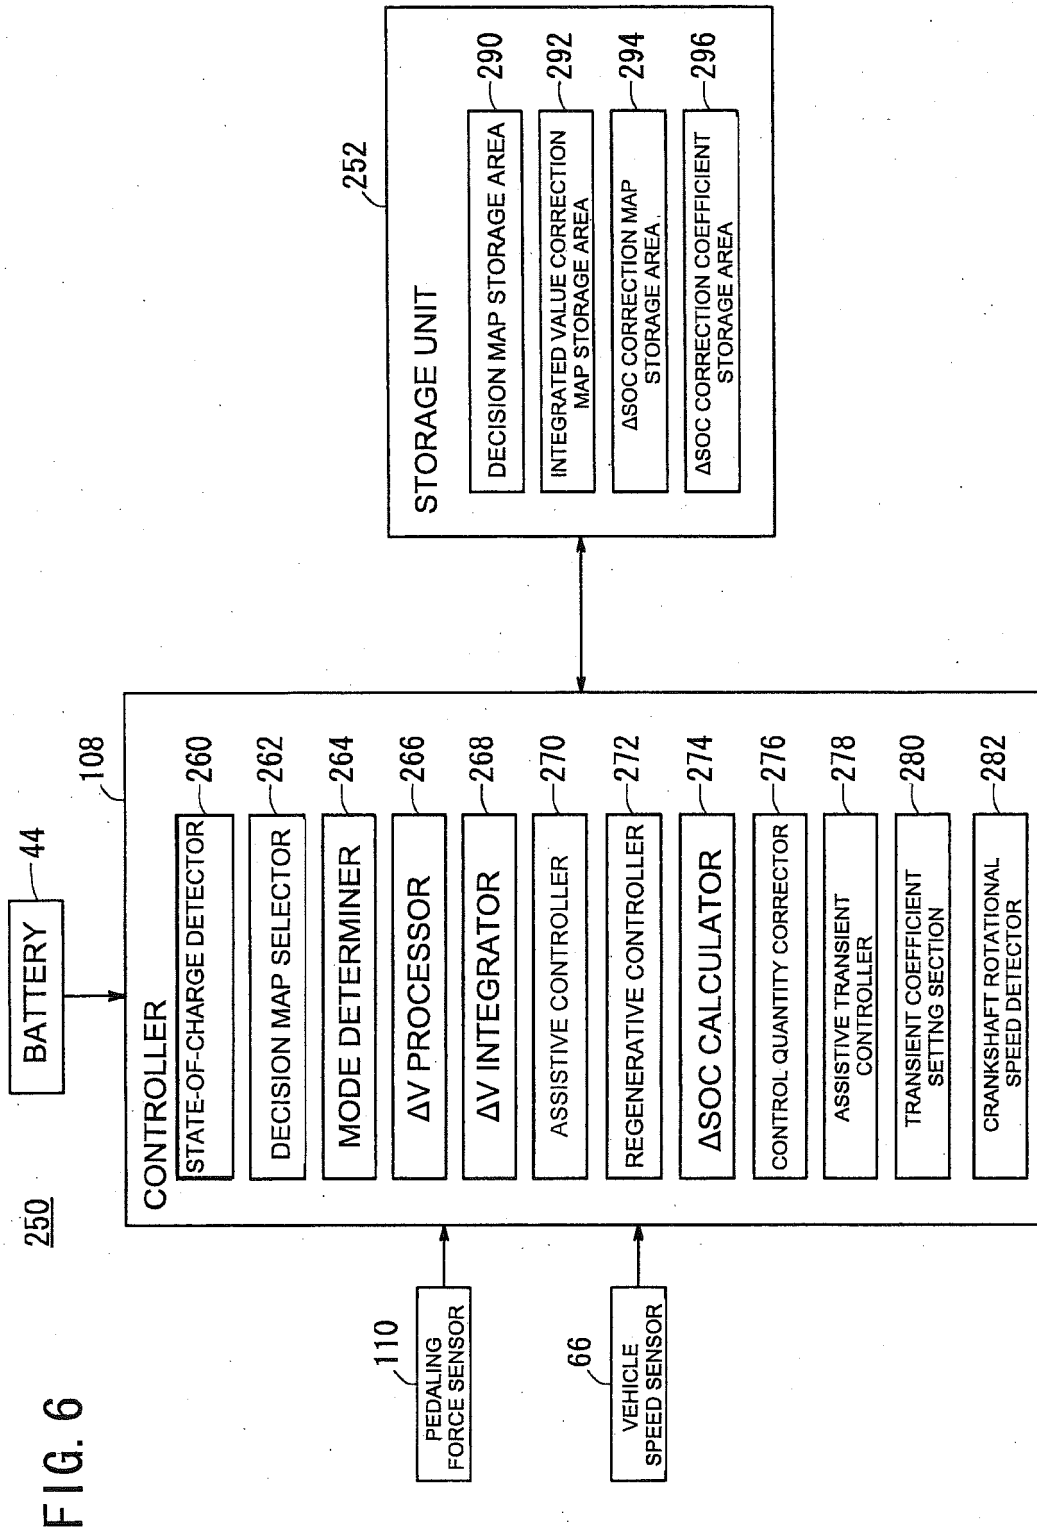 FIG. 6
250
BATTERY
44
PEDALING
FORCE SENSOR
110
VEHICLE
SPEED SENSOR
66
CONTROLLER
108
STATE-OF-CHARGE DETECTOR
260
DECISION MAP SELECTOR
262
MODE DETERMINER
264
ΔV PROCESSOR
266
ΔV INTEGRATOR
268
ASSISTIVE CONTROLLER
270
REGENERATIVE CONTROLLER
272
ΔSOC CALCULATOR
274
CONTROL QUANTITY CORRECTOR
276
ASSISTIVE TRANSIENT
CONTROLLER
278
TRANSIENT COEFFICIENT
SETTING SECTION
280
CRANKSHAFT ROTATIONAL
SPEED DETECTOR
282
STORAGE UNIT
252
DECISION MAP STORAGE AREA
290
INTEGRATED VALUE CORRECTION
MAP STORAGE AREA
292
ΔSOC CORRECTION MAP
STORAGE AREA
294
ΔSOC CORRECTION COEFFICIENT
STORAGE AREA
296